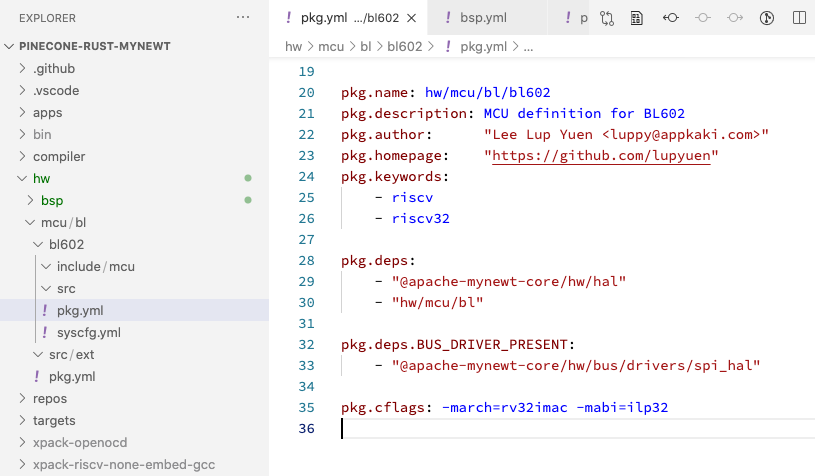 EXPLORER
PINECONE-RUST-MYNEWT
.github
.vscode
apps
bin
compiler
hw
bsp
mcu / bl
bl602
include / mcu
src
! pkg.yml
! syscfg.yml
src / ext
! pkg.yml
repos
targets
xpack-openocd
xpack-riscv-none-embed-gcc
! pkg.yml .../bl602
! bsp.yml
! p
hw > mcu > bl > bl602 > ! pkg.yml > ...
19
20 pkg.name: hw/mcu/bl/bl602
21 pkg.description: MCU definition for BL602
22 pkg.author: "Lee Lup Yuen <luppy@appkaki.com>"
23 pkg.homepage: "https://github.com/lupyuen"
24 pkg.keywords:
25 - riscv
26 - riscv32
27
28 pkg.deps:
29 - "@apache-mynewt-core/hw/hal"
30 - "hw/mcu/bl"
31
32 pkg.deps.BUS_DRIVER_PRESENT:
33 - "@apache-mynewt-core/hw/bus/drivers/spi_hal"
34
35 pkg.cflags: -march=rv32imac -mabi=ilp32
36